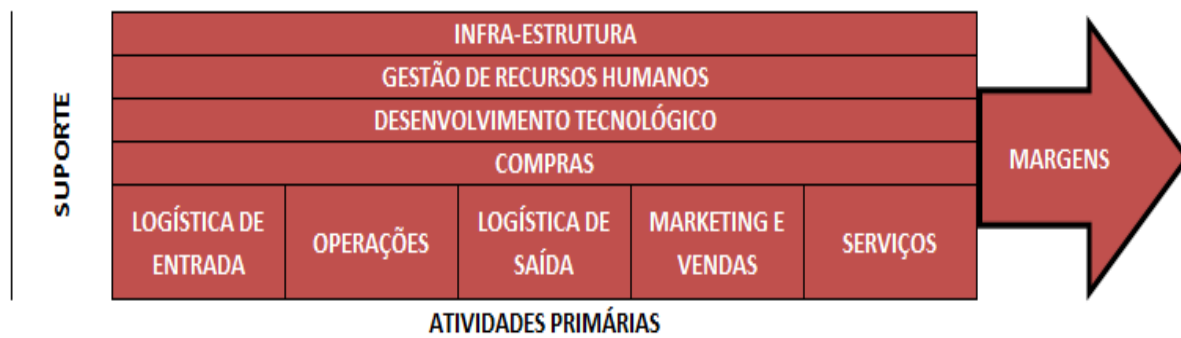 INFRA-ESTRUTURA
GESTÃO DE RECURSOS HUMANOS
DESENVOLVIMENTO TECNOLÓGICO
COMPRAS
SUPORTE
LOGÍSTICA DE
ENTRADA
OPERAÇÕES
LOGÍSTICA DE
SAÍDA
MARKETING E
VENDAS
SERVIÇOS
MARGENS
ATIVIDADES PRIMÁRIAS